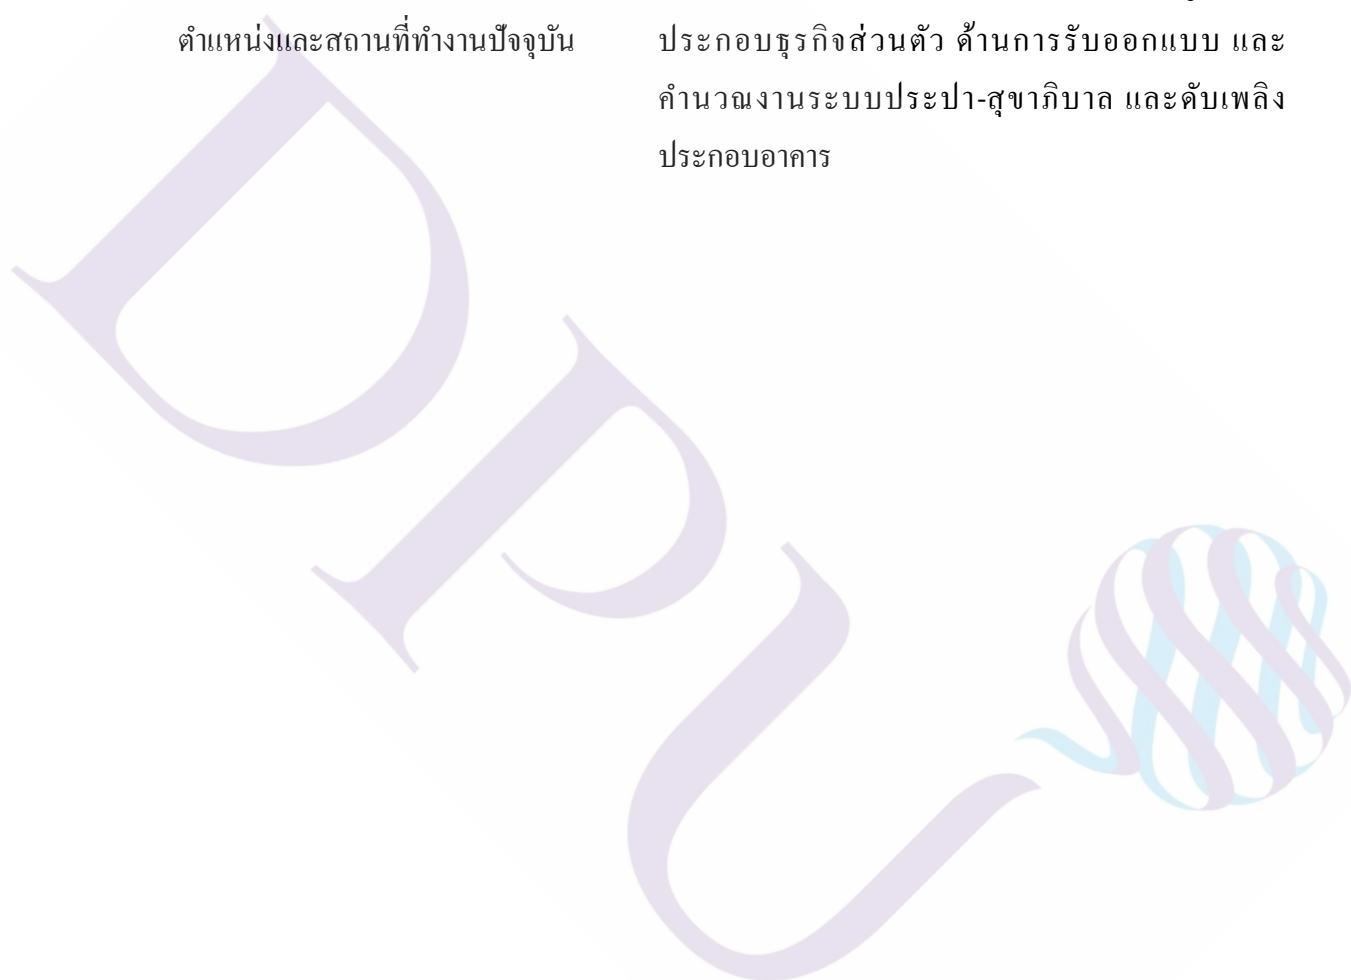 ตำแหน่งและสถานที่ทำงานปัจจุบัน
ประกอบธุรกิจส่วนตัว ด้านการรับออกแบบ และ
คำนวณงานระบบประปา-สุขาภิบาล และดับเพลิง
ประกอบอาคาร
DPU